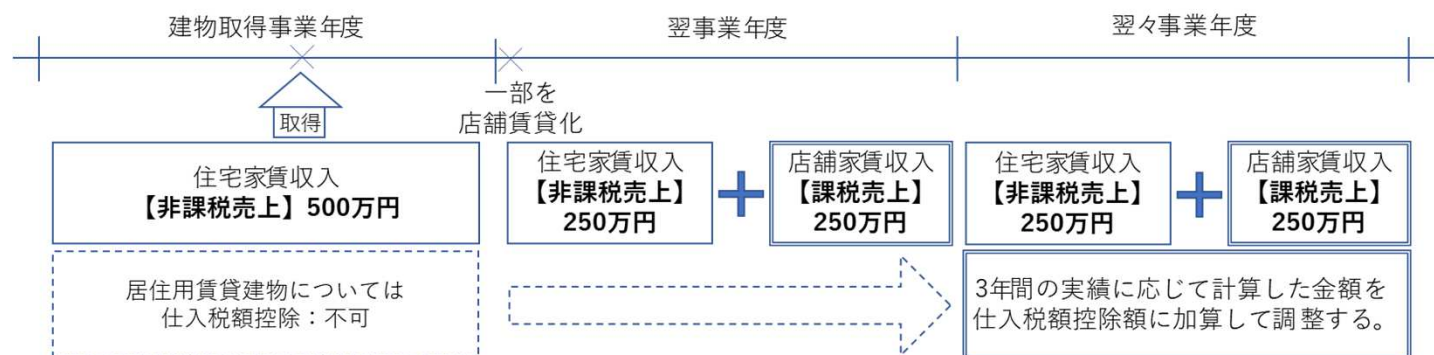 建物取得事業年度
翌事業年度
翌々事業年度
取得
一部を
店舗賃貸化
住宅家賃収入
【非課税売上】500万円
住宅家賃収入
【非課税売上】
250万円
店舗家賃収入
【課税売上】
250万円
住宅家賃収入
【非課税売上】
250万円
店舗家賃収入
【課税売上】
250万円
居住用賃貸建物については
仕入税額控除：不可
3年間の実績に応じて計算した金額を
仕入税額控除額に加算して調整する。